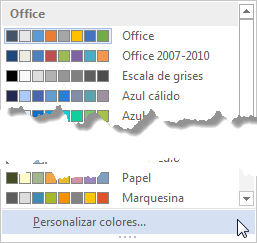 Office
Office
Office 2007-2010
Escala de grises
Azul cálido
Papel
Marquesina
Personalizar colores...